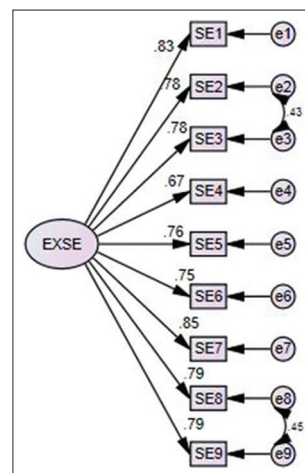 SE1
e1
.83
SE2
e2
.78
.43
SE3
e3
.78
SE4
e4
.67
EXSE
SE5
e5
.76
SE6
e6
.75
SE7
e7
.85
SE8
e8
.79
.45
SE9
e9
.79